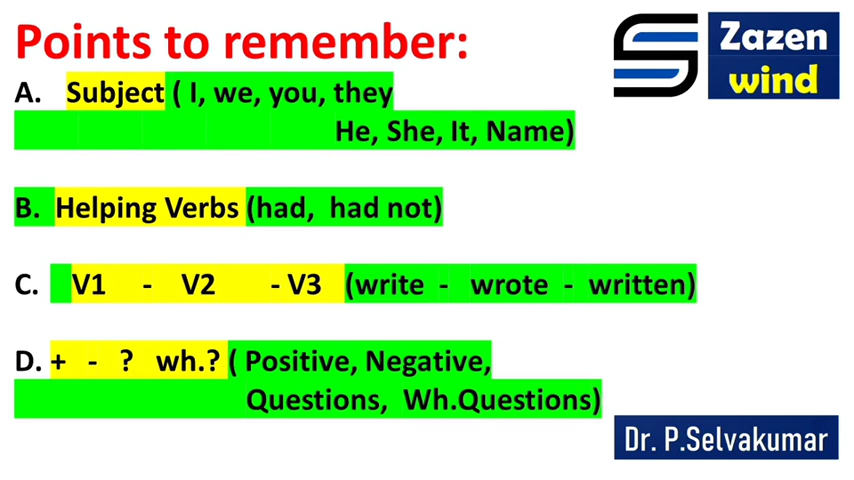 Points to remember:
Zazen
wind
A. Subject ( I, we, you, they
He, She, It, Name)
B. Helping Verbs (had, had not)
C. V1 - V2 - V3 (write - wrote - written)
D. + - ? wh.? ( Positive, Negative,
Questions, Wh.Questions)
Dr. P.Selvakumar